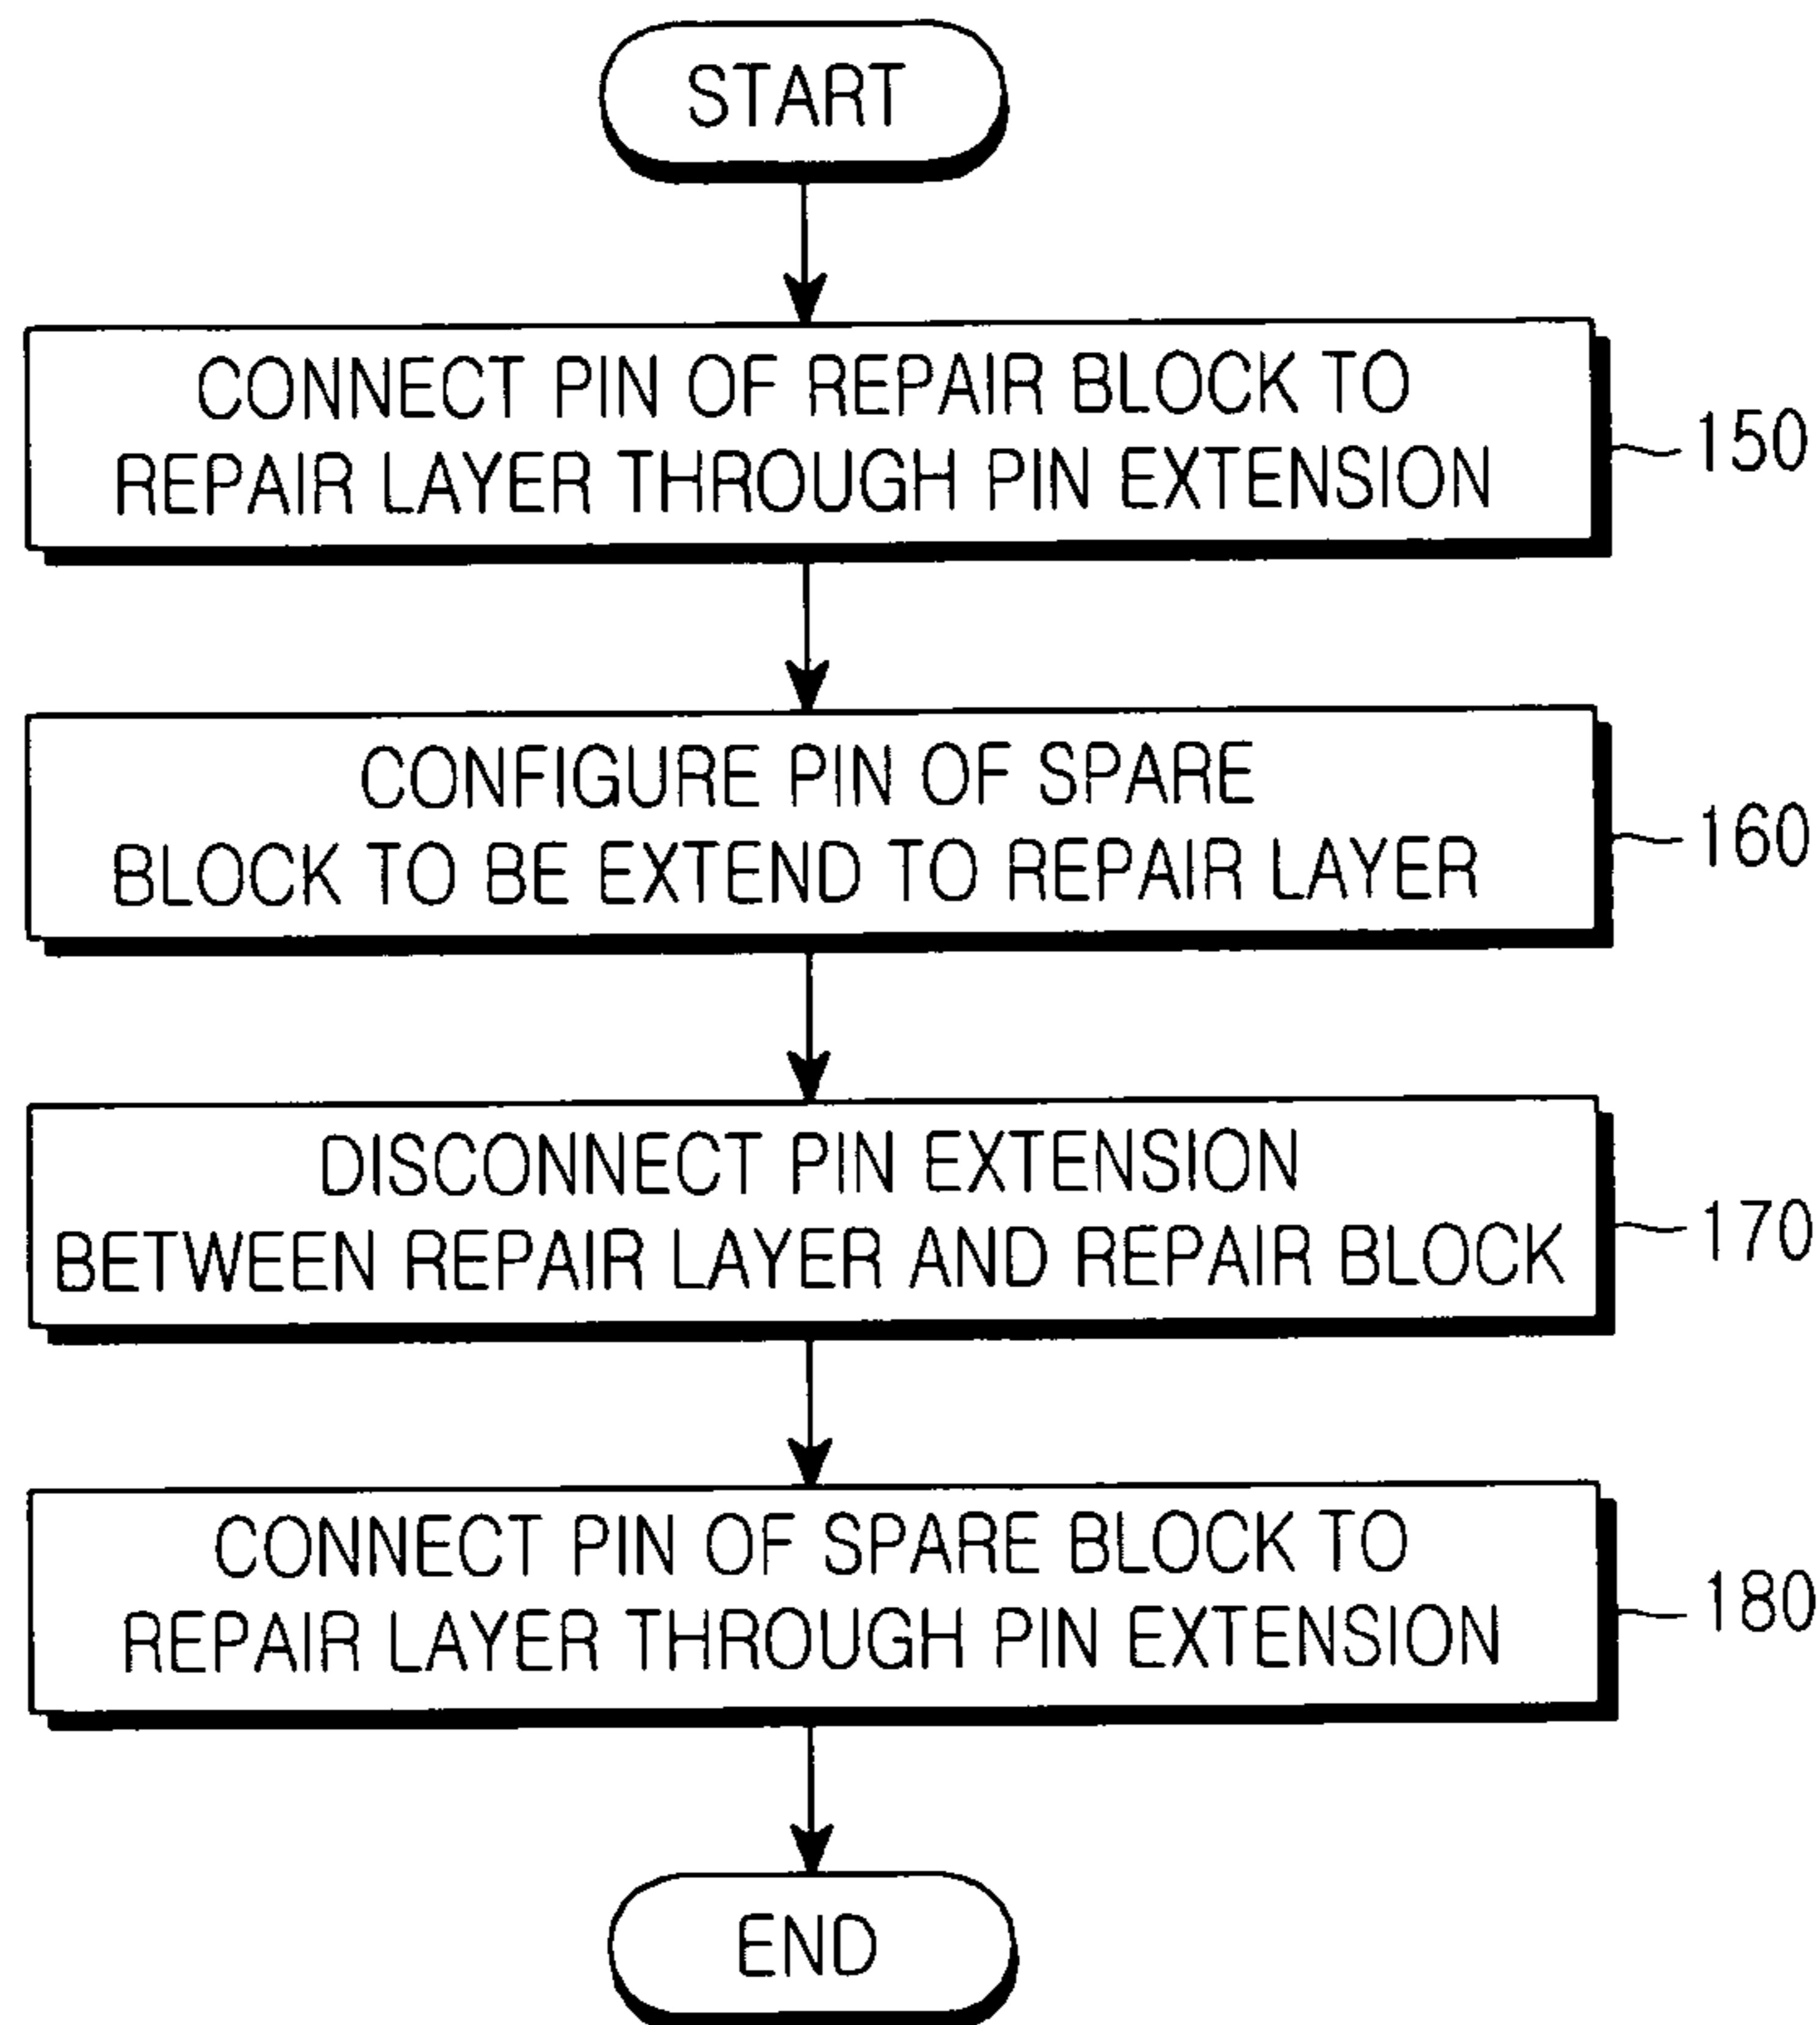 START
CONNECT PIN OF REPAIR BLOCK TO
REPAIR LAYER THROUGH PIN EXTENSION
150
CONFIGURE PIN OF SPARE
BLOCK TO BE EXTEND TO REPAIR LAYER
160
DISCONNECT PIN EXTENSION
BETWEEN REPAIR LAYER AND REPAIR BLOCK
170
CONNECT PIN OF SPARE BLOCK TO
REPAIR LAYER THROUGH PIN EXTENSION
180
END